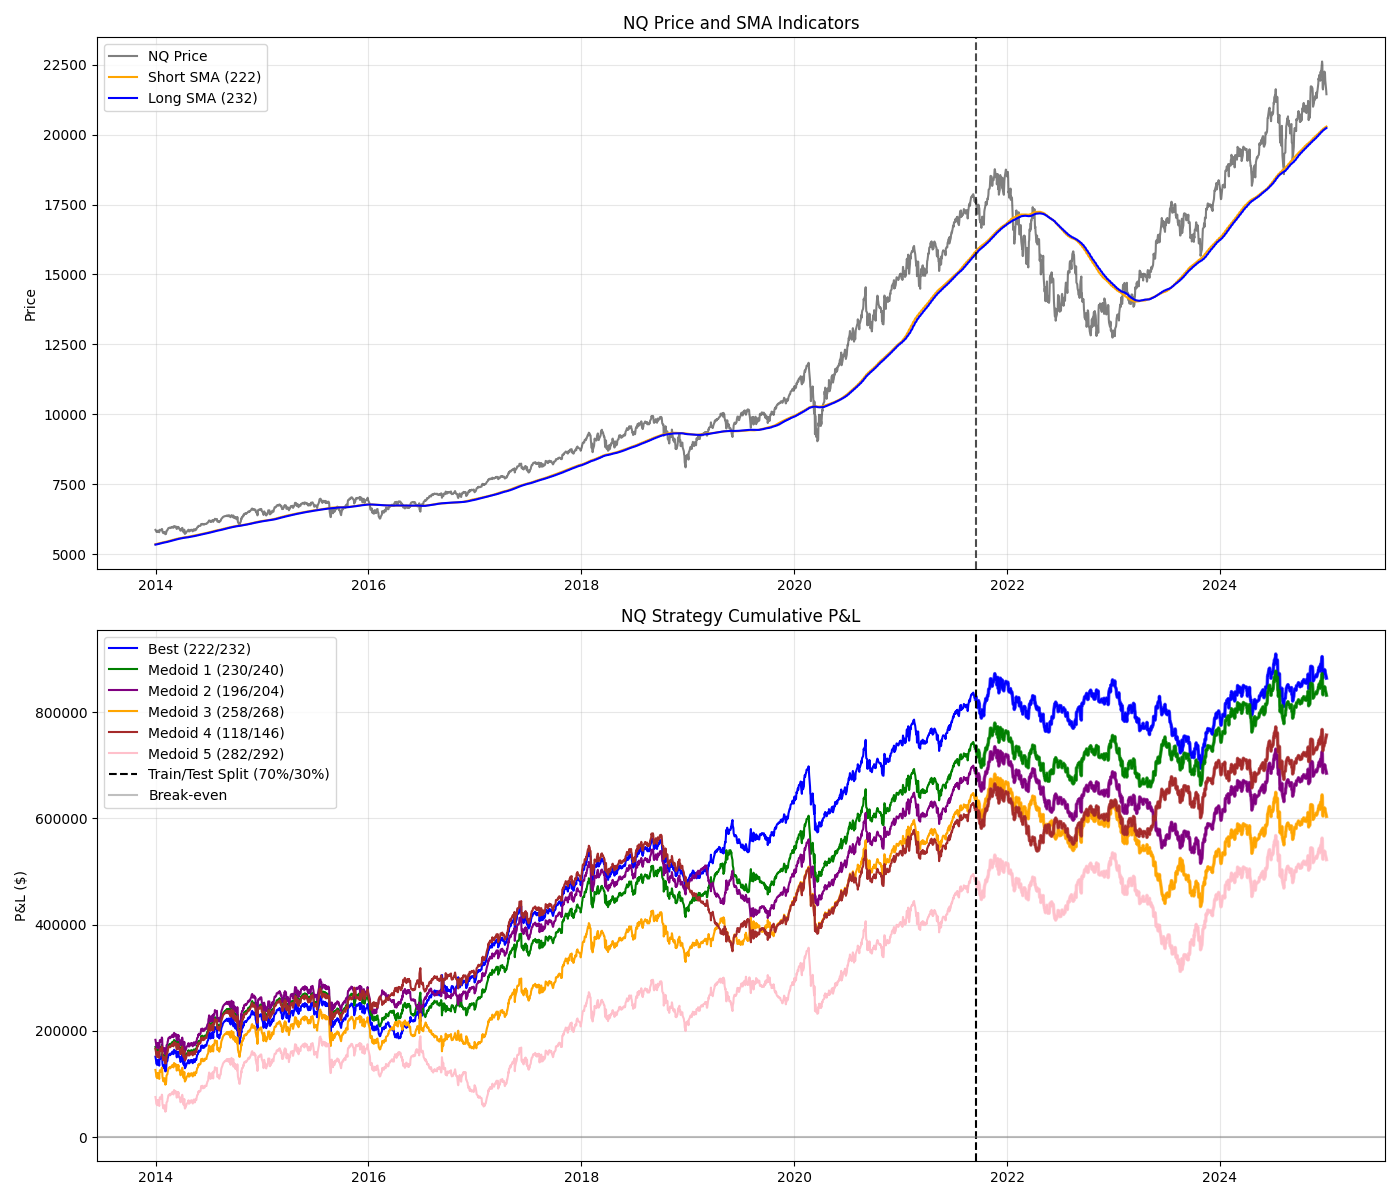 NQ Price and SMA Indicators
NQ Price
Short SMA (222)
Long SMA (232)
Price
22500
20000
17500
15000
12500
10000
7500
5000
2014
2016
2018
2020
2022
2024
NQ Strategy Cumulative P&L
Best (222/232)
Medoid 1 (230/240)
Medoid 2 (196/204)
Medoid 3 (258/268)
Medoid 4 (118/146)
Medoid 5 (282/292)
Train/Test Split (70%/30%)
Break-even
P&L ($)
800000
600000
400000
200000
0
2014
2016
2018
2020
2022
2024